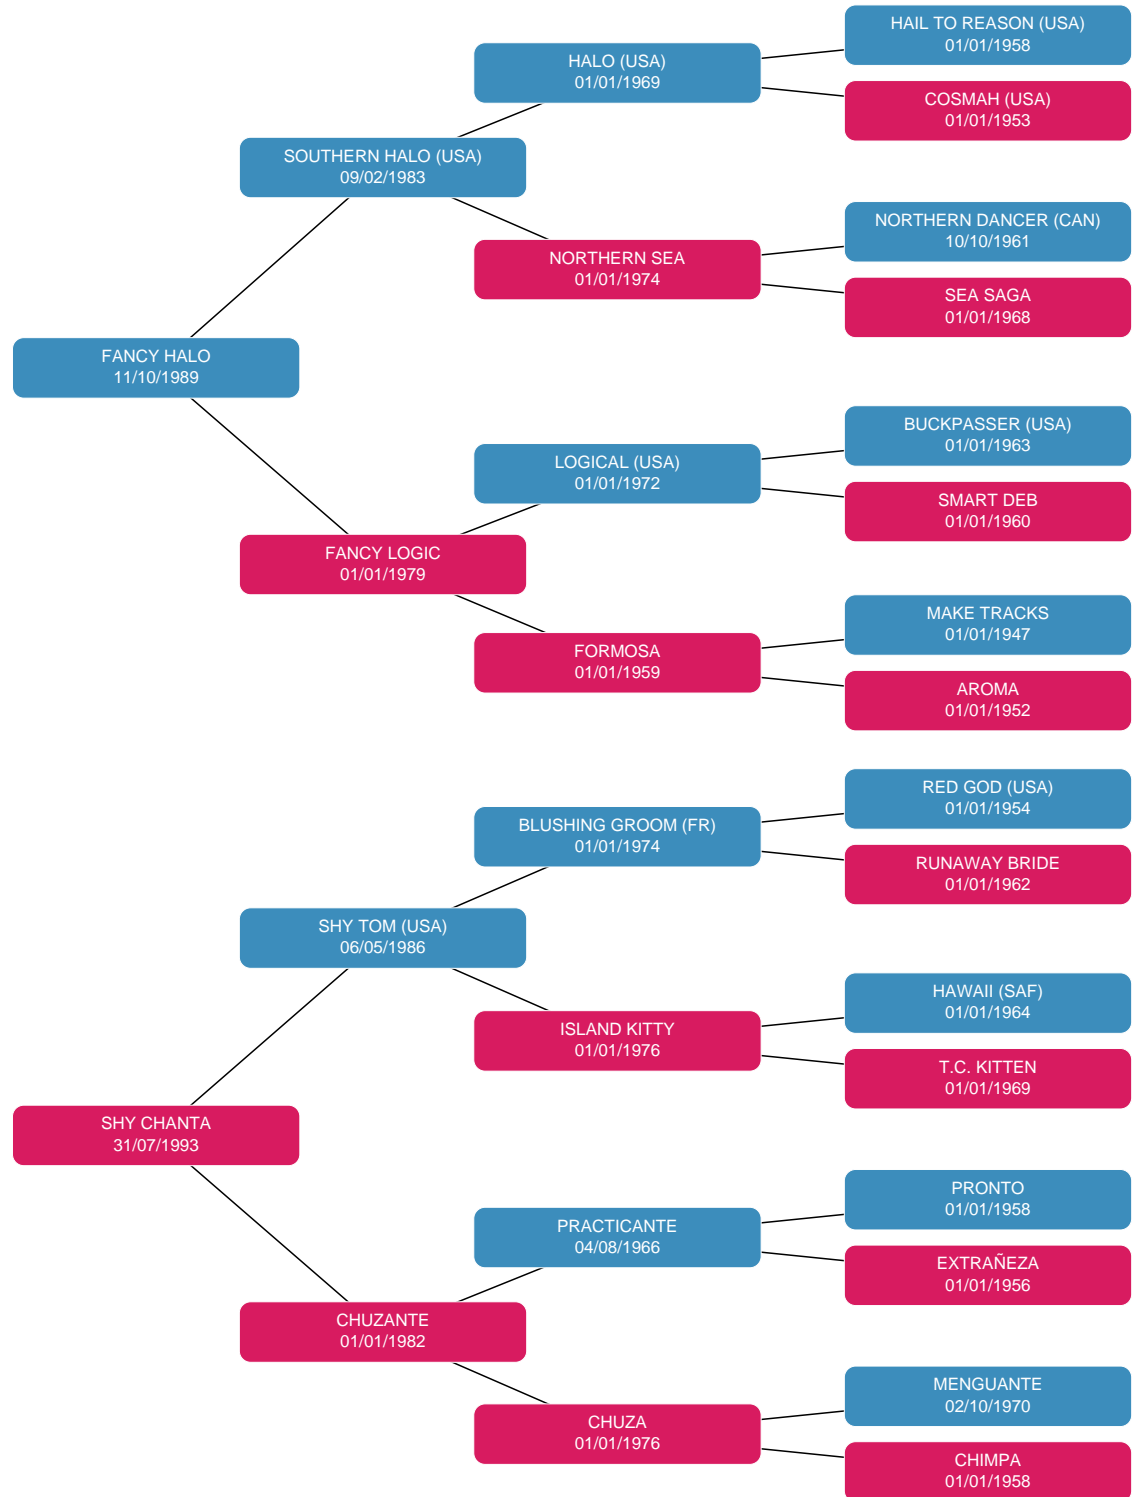 HAIL TO REASON (USA)
01/01/1958
HALO (USA)
01/01/1969
COSMAH (USA)
01/01/1953
SOUTHERN HALO (USA)
09/02/1983
NORTHERN DANCER (CAN)
10/10/1961
NORTHERN SEA
01/01/1974
SEA SAGA
01/01/1968
FANCY HALO
11/10/1989
BUCKPASSER (USA)
01/01/1963
LOGICAL (USA)
01/01/1972
SMART DEB
01/01/1960
FANCY LOGIC
01/01/1979
MAKE TRACKS
01/01/1947
FORMOSA
01/01/1959
AROMA
01/01/1952
RED GOD (USA)
01/01/1954
BLUSHING GROOM (FR)
01/01/1974
RUNAWAY BRIDE
01/01/1962
SHY TOM (USA)
06/05/1986
HAWAII (SAF)
01/01/1964
ISLAND KITTY
01/01/1976
T.C. KITTEN
01/01/1969
SHY CHANTA
31/07/1993
PRONTO
01/01/1958
PRACTICANTE
04/08/1966
EXTRAÑEZA
01/01/1956
CHUZANTE
01/01/1982
MENGUANTE
02/10/1970
CHUZA
01/01/1976
CHIMPA
01/01/1958